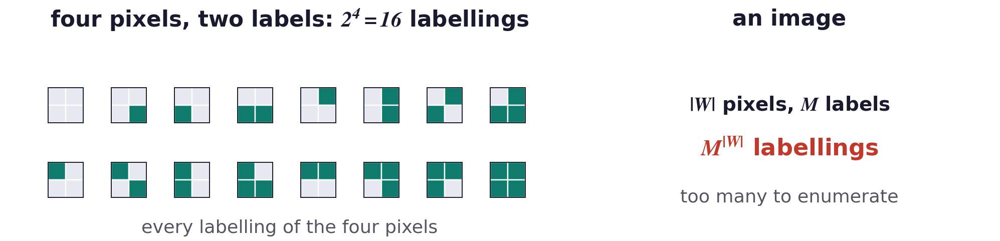 four pixels, two labels: 2⁴ = 16 labellings
every labelling of the four pixels
an image
|W| pixels, M labels
M^|W| labellings
too many to enumerate